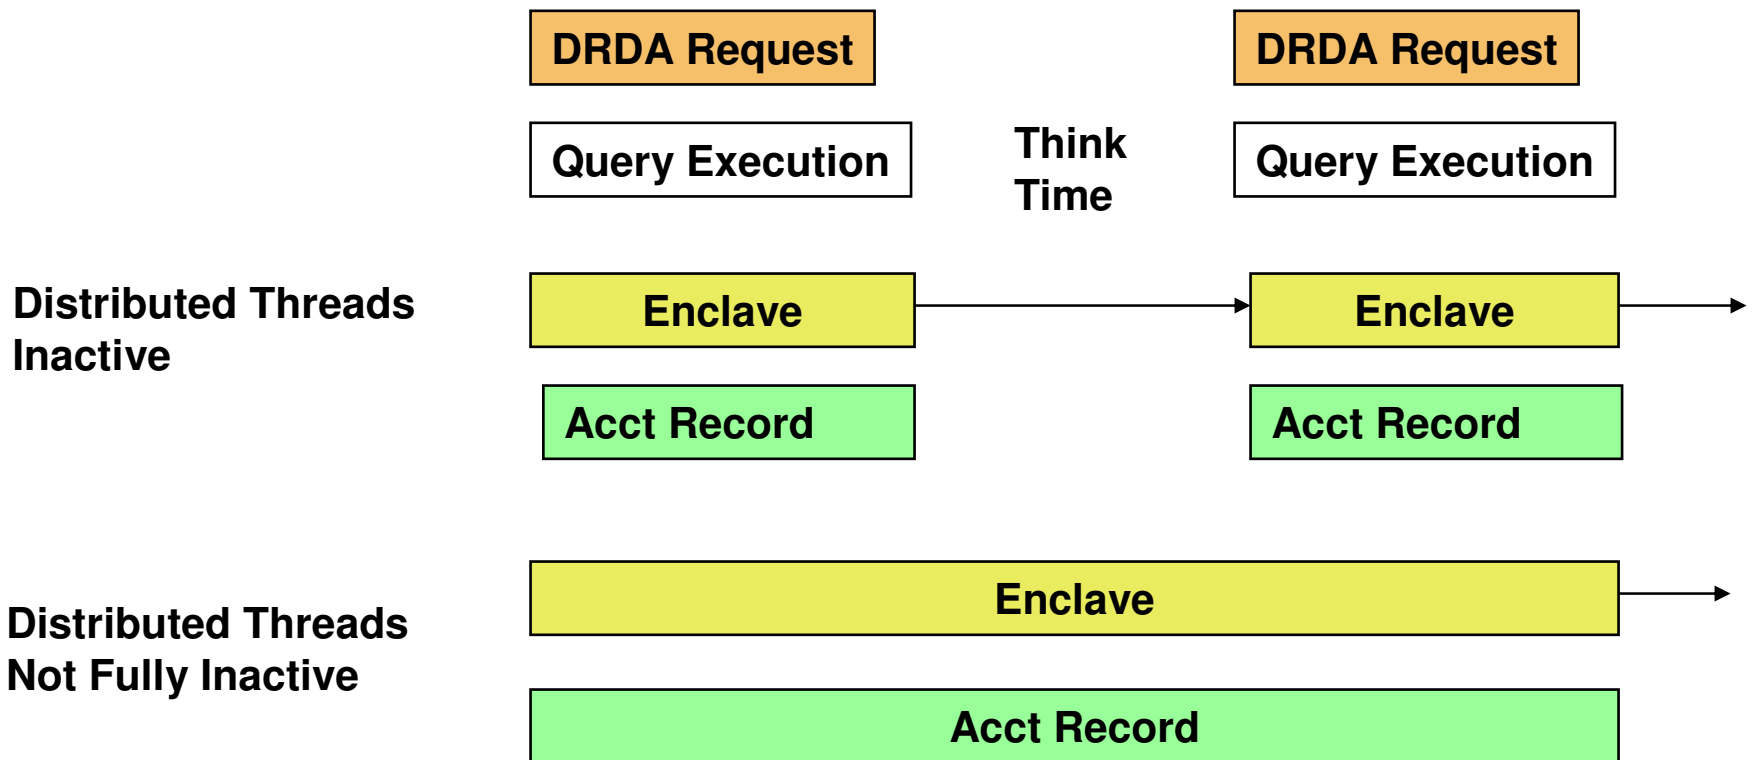 DRDA Request
DRDA Request
Query Execution
Think
Time
Query Execution
Distributed Threads
Inactive
Enclave
Enclave
Acct Record
Acct Record
Distributed Threads
Not Fully Inactive
Enclave
Acct Record